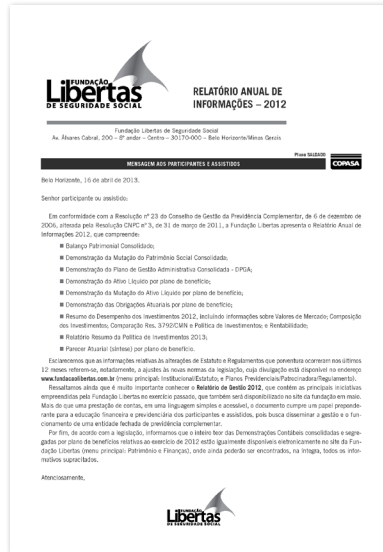 FUNDAÇÃO
Libertas
DE SEGURIDADE SOCIAL
RELATÓRIO ANUAL DE
INFORMAÇÕES – 2012
Fundação Libertas de Seguridade Social
Av. Álvares Cabral, 200 – 8º andar – Centro – 30170-000 – Belo Horizonte/Minas Gerais
Plano SALDADO
MENSAGEM AOS PARTICIPANTES E ASSISTIDOS
COPASA
Belo Horizonte, 16 de abril de 2013.
Senhor participante ou assistido:
Em conformidade com a Resolução nº 23 do Conselho de Gestão da Previdência Complementar, de 6 de dezembro de
2006, alterada pela Resolução CNPC nº 3, de 31 de março de 2011, a Fundação Libertas apresenta o Relatório Anual de
Informações 2012, que compreende:
■ Balanço Patrimonial Consolidado;
■ Demonstração da Mutação do Patrimônio Social Consolidada;
■ Demonstração do Plano de Gestão Administrativa Consolidada - DPGA;
■ Demonstração do Ativo Líquido por plano de benefício;
■ Demonstração da Mutação do Ativo Líquido por plano de benefício;
■ Demonstração das Obrigações Atuariais por plano de benefício;
■ Resumo do Desempenho dos Investimentos 2012, incluindo informações sobre Valores de Mercado; Composição
dos Investimentos; Comparação Res. 3792/CMN e Política de Investimentos; e Rentabilidade;
■ Relatório Resumo da Política de Investimentos 2013;
■ Parecer Atuarial (síntese) por plano de benefício.
Esclarecemos que as informações relativas às alterações de Estatuto e Regulamentos que porventura ocorreram nos últimos
12 meses referem-se, notadamente, a ajustes às novas normas da legislação, cuja divulgação está disponível no endereço
www.fundacaolibertas.com.br (menu principal: Institucional/Estatuto; e Planos Previdenciais/Patrocinadora/Regulamento).
Ressaltamos ainda que é muito importante conhecer o Relatório de Gestão 2012, que contém as principais iniciativas
empreendidas pela Fundação Libertas no exercício passado, que também será disponibilizado no site da fundação em maio.
Mais do que uma prestação de contas, em uma linguagem simples e acessível, o documento cumpre um papel preponde-
rante para a educação financeira e previdenciária dos participantes e assistidos, pois busca disseminar a gestão e o fun-
cionamento de uma entidade fechada de previdência complementar.
Por fim, de acordo com a legislação, informamos que o inteiro teor das Demonstrações Contábeis consolidadas e segre-
gadas por plano de benefícios relativas ao exercício de 2012 estão igualmente disponíveis eletronicamente no site da Fun-
dação Libertas (menu principal: Patrimônio e Finanças), onde ainda poderão ser encontrados, na íntegra, todos os infor-
mativos supracitados.
Atenciosamente,
FUNDAÇÃO
Libertas
DE SEGURIDADE SOCIAL